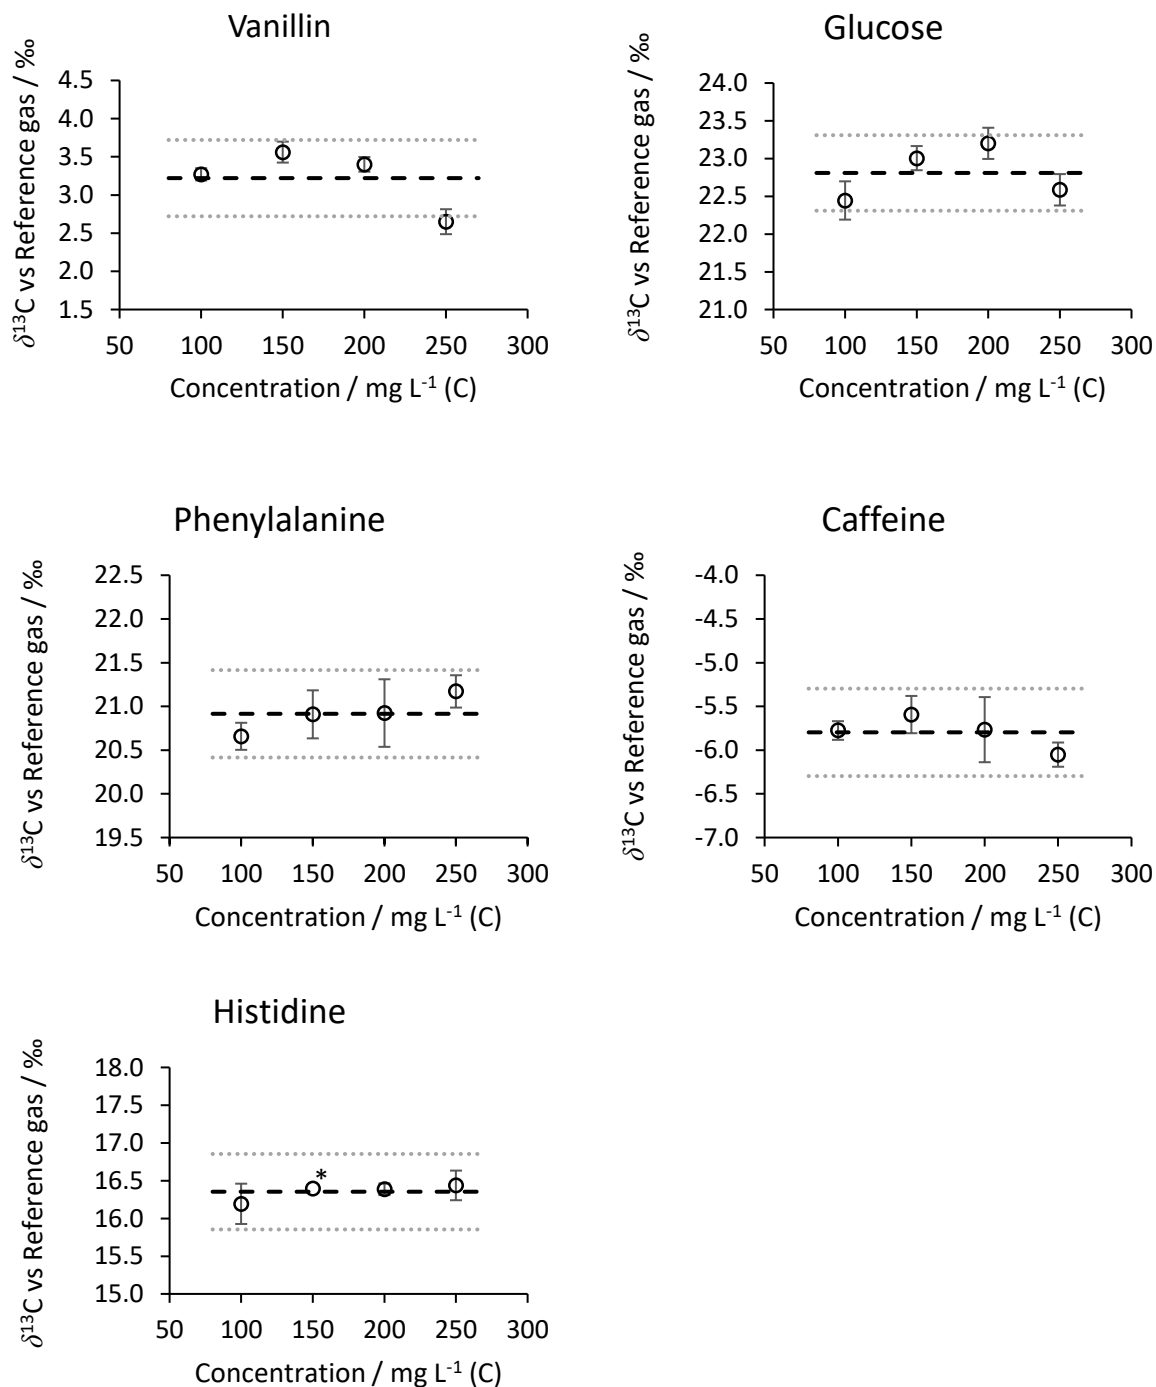 Vanillin
δ¹³C vs Reference gas / ‰
4.5
4.0
3.5
3.0
2.5
2.0
1.5
50 100 150 200 250 300
Concentration / mg L⁻¹ (C)
Glucose
δ¹³C vs Reference gas / ‰
24.0
23.5
23.0
22.5
22.0
21.5
21.0
50 100 150 200 250 300
Concentration / mg L⁻¹ (C)
Phenylalanine
δ¹³C vs Reference gas / ‰
22.5
22.0
21.5
21.0
20.5
20.0
19.5
50 100 150 200 250 300
Concentration / mg L⁻¹ (C)
Caffeine
δ¹³C vs Reference gas / ‰
-4.0
-4.5
-5.0
-5.5
-6.0
-6.5
-7.0
50 100 150 200 250 300
Concentration / mg L⁻¹ (C)
Histidine
δ¹³C vs Reference gas / ‰
18.0
17.5
17.0
16.5
16.0
15.5
15.0
*
50 100 150 200 250 300
Concentration / mg L⁻¹ (C)